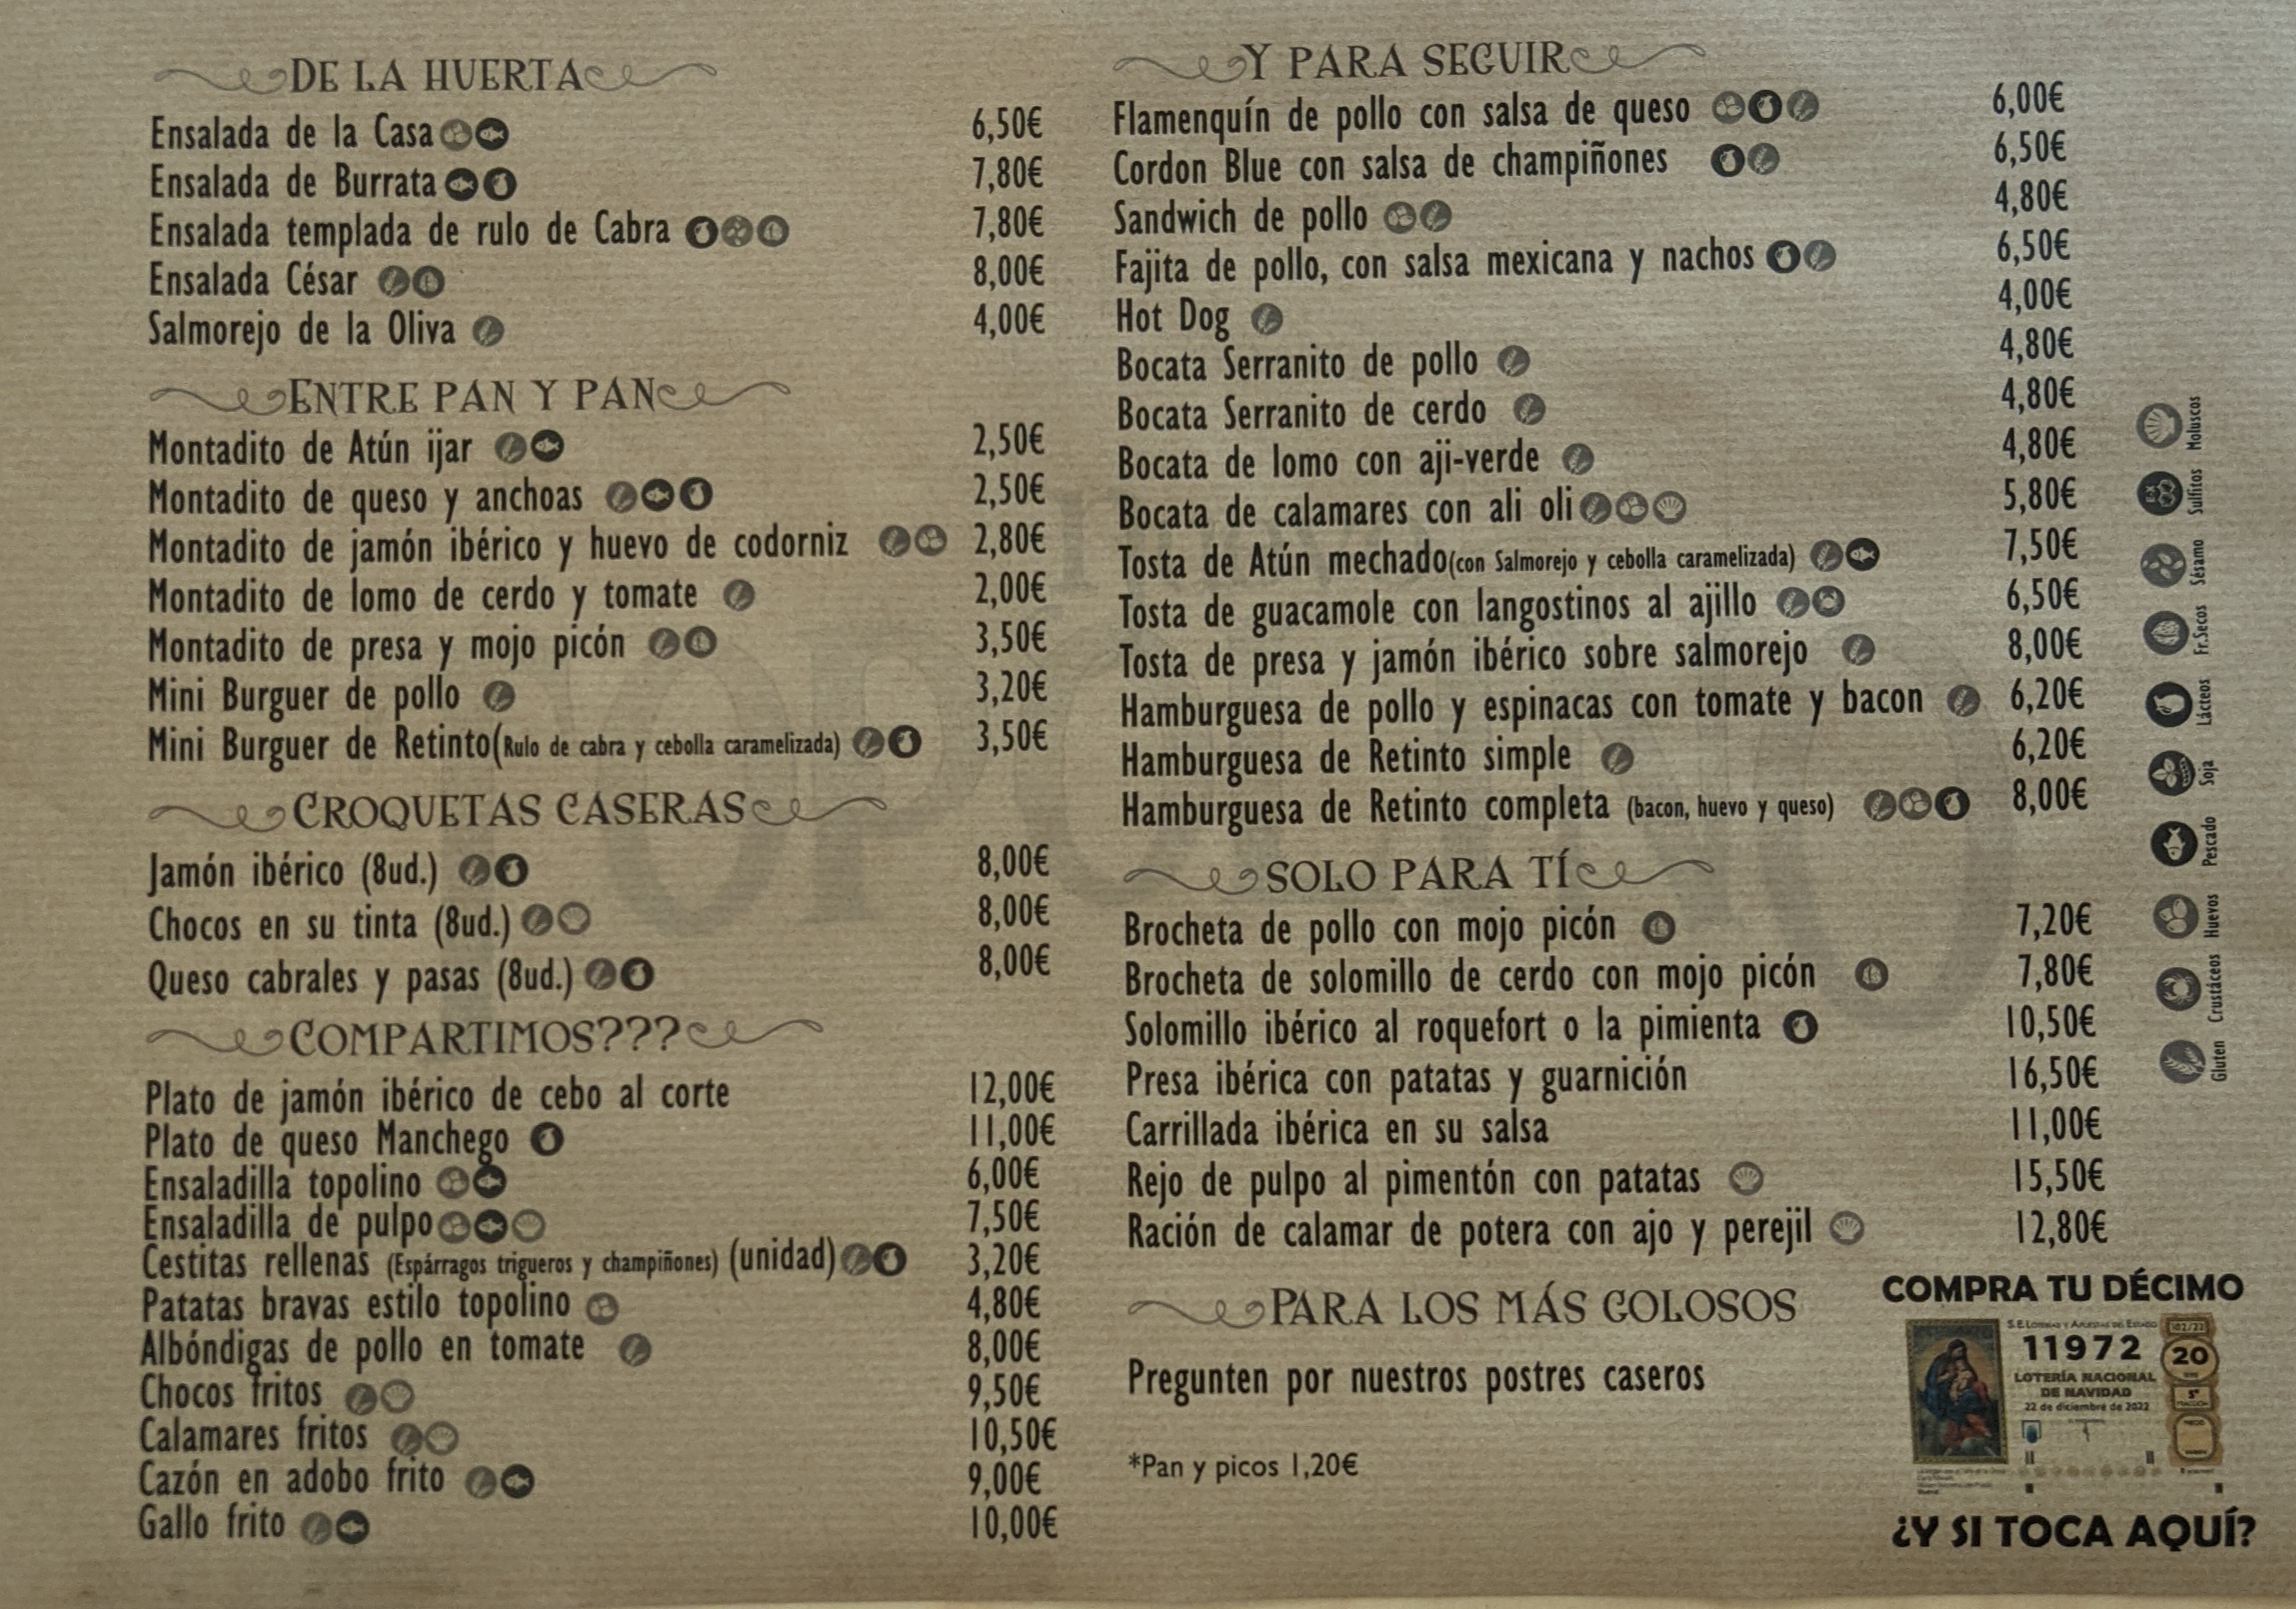 DE LA HUERTA
Ensalada de la Casa 6,50€
Ensalada de Burrata 7,80€
Ensalada templada de rulo de Cabra 7,80€
Ensalada César 8,00€
Salmorejo de la Oliva 4,00€
ENTRE PAN Y PAN
Montadito de Atún ijar 2,50€
Montadito de queso y anchoas 2,50€
Montadito de jamón ibérico y huevo de codorniz 2,80€
Montadito de lomo de cerdo y tomate 2,00€
Montadito de presa y mojo picón 3,50€
Mini Burguer de pollo 3,20€
Mini Burguer de Retinto(Rulo de cabra y cebolla caramelizada) 3,50€
CROQUETAS CASERAS
Jamón ibérico (8ud.) 8,00€
Chocos en su tinta (8ud.) 8,00€
Queso cabrales y pasas (8ud.) 8,00€
COMPARTIMOS???
Plato de jamón ibérico de cebo al corte 12,00€
Plato de queso Manchego 11,00€
Ensaladilla topolino 6,00€
Ensaladilla de pulpo 7,50€
Cestitas rellenas (Espárragos trigueros y champiñones) (unidad) 3,20€
Patatas bravas estilo topolino 4,80€
Albóndigas de pollo en tomate 8,00€
Chocos fritos 9,50€
Calamares fritos 10,50€
Cazón en adobo frito 9,00€
Gallo frito 10,00€
Y PARA SEGUIR
Flamenquín de pollo con salsa de queso 6,00€
Cordon Blue con salsa de champiñones 6,50€
Sandwich de pollo 4,80€
Fajita de pollo, con salsa mexicana y nachos 6,50€
Hot Dog 4,00€
Bocata Serranito de pollo 4,80€
Bocata Serranito de cerdo 4,80€
Bocata de lomo con aji-verde 4,80€
Bocata de calamares con ali oli 5,80€
Tosta de Atún mechado(con Salmorejo y cebolla caramelizada) 7,50€
Tosta de guacamole con langostinos al ajillo 6,50€
Tosta de presa y jamón ibérico sobre salmorejo 8,00€
Hamburguesa de pollo y espinacas con tomate y bacon 6,20€
Hamburguesa de Retinto simple 6,20€
Hamburguesa de Retinto completa (bacon, huevo y queso) 8,00€
SOLO PARA TÍ
Brocheta de pollo con mojo picón 7,20€
Brocheta de solomillo de cerdo con mojo picón 7,80€
Solomillo ibérico al roquefort o la pimienta 10,50€
Presa ibérica con patatas y guarnición 16,50€
Carrillada ibérica en su salsa 11,00€
Rejo de pulpo al pimentón con patatas 15,50€
Ración de calamar de potera con ajo y perejil 12,80€
PARA LOS MÁS GOLOSOS
Pregunten por nuestros postres caseros
*Pan y picos 1,20€
Moluscos
Sulfitos
Sésamo
Fr.Secos
Lácteos
Soja
Pescado
Huevos
Crustáceos
Gluten
COMPRA TU DÉCIMO
S.E. LOTERÍAS Y APUESTAS DEL ESTADO
102/22
11972
20
LOTERÍA NACIONAL
DE NAVIDAD
22 de diciembre de 2022
¿Y SI TOCA AQUÍ?